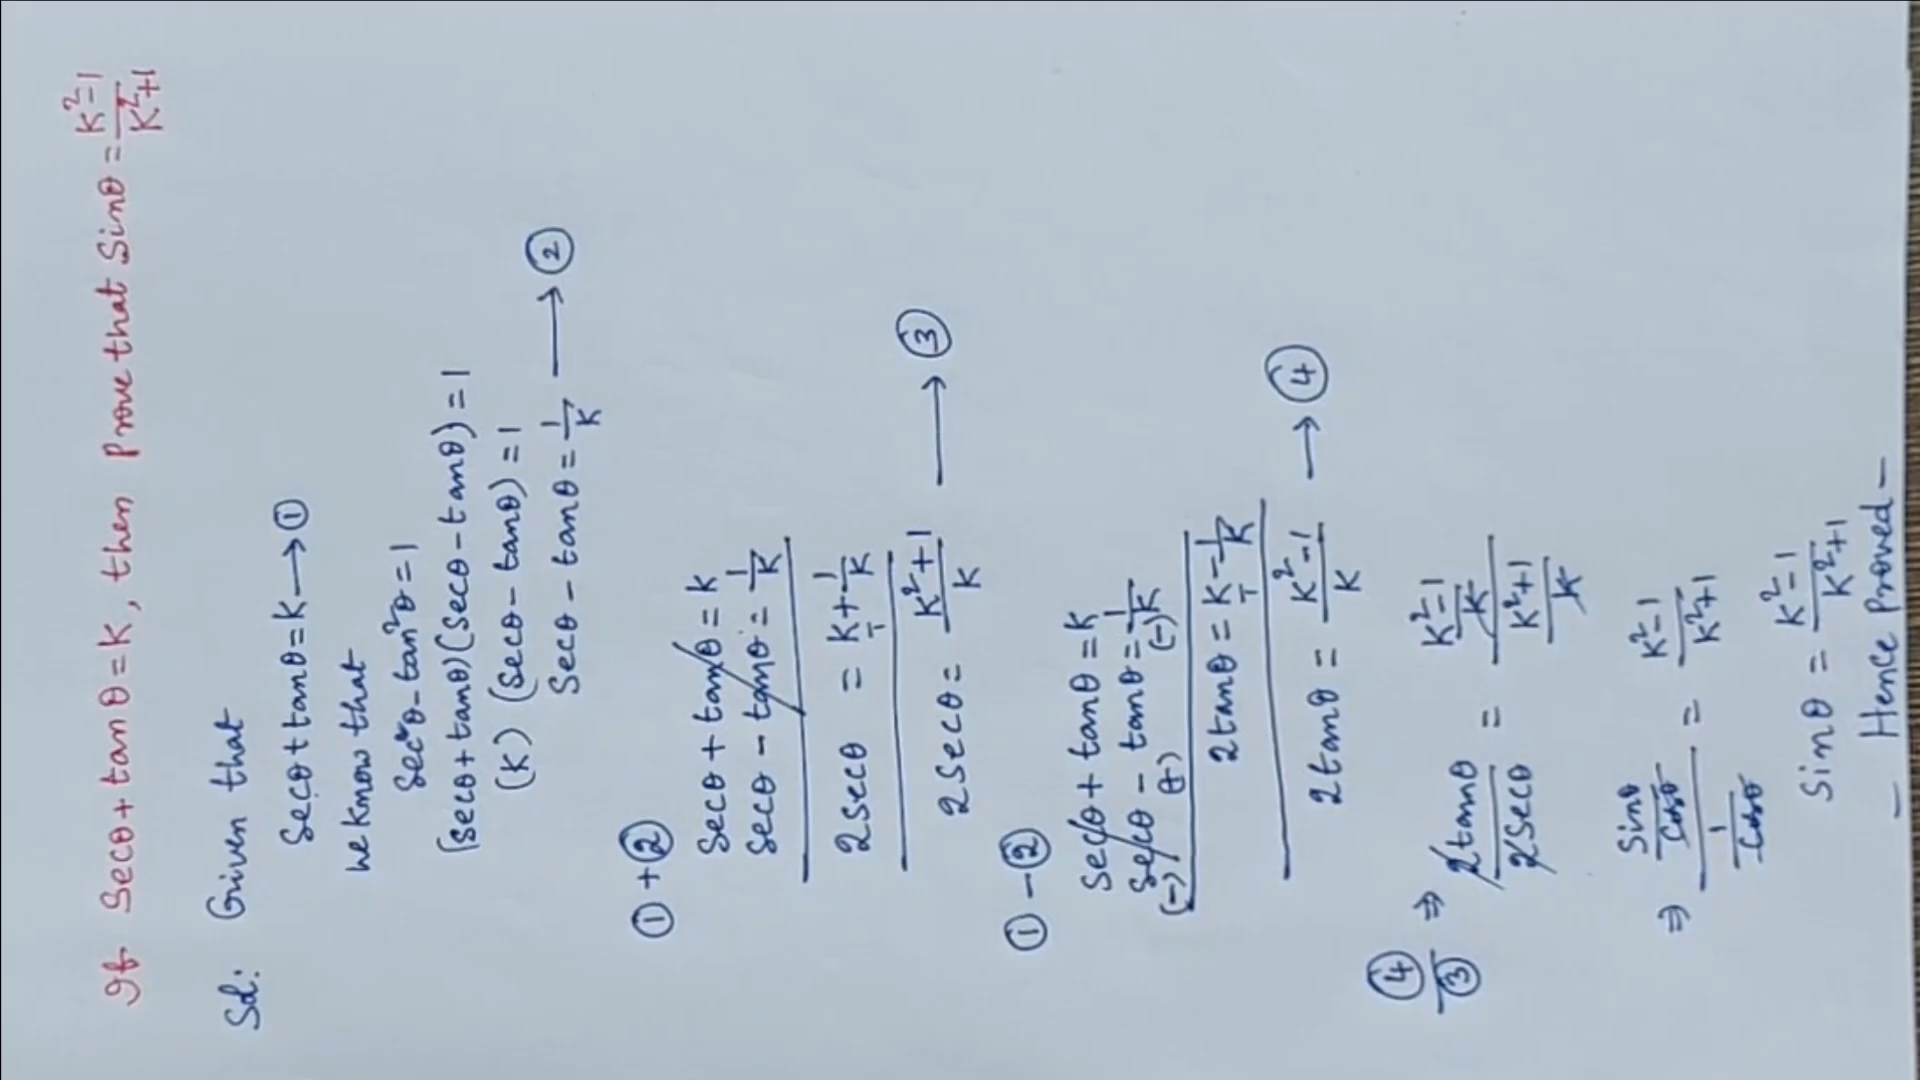 If Secθ+tanθ=K, then Prove that Sinθ = K²-1/K²+1
Sol: Given that
Secθ+tanθ=K → ①
we know that
Sec²θ-tan²θ=1
(secθ+tanθ)(secθ-tanθ)=1
(K) (Secθ-tanθ)=1
Secθ-tanθ=1/K → ②
①+②
Secθ+tanθ=K
Secθ-tanθ=1/K
2secθ = K+1/K
2secθ = K²+1/K → ③
①-②
Secθ+tanθ=K
Secθ-tanθ=1/K
(-) (+) (-)
2tanθ=K-1/K
2tanθ = K²-1/K → ④
④/③ ⇒ 2tanθ/2secθ = K²-1/K / K²+1/K
⇒ Sinθ/Cosθ / 1/Cosθ = K²-1/K²+1
Sinθ = K²-1/K²+1
- Hence Proved -